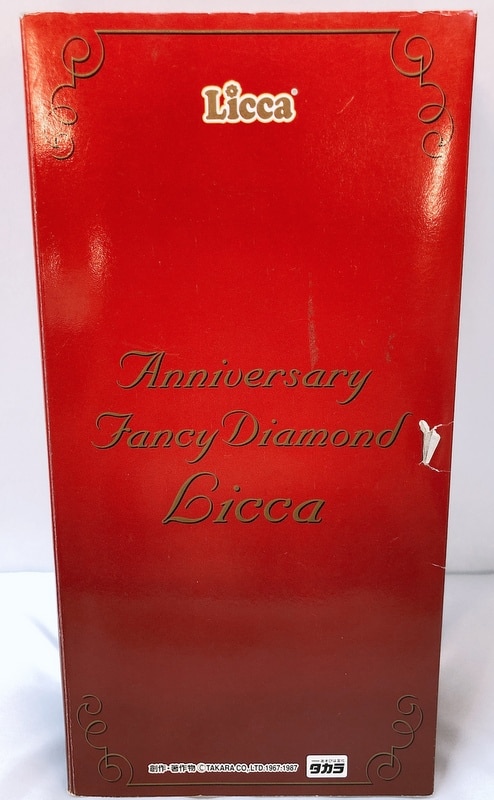 Licca®
Anniversary
Fancy Diamond
Licca
創作・著作物 ©TAKARA CO., LTD. 1967・1987
タカラ